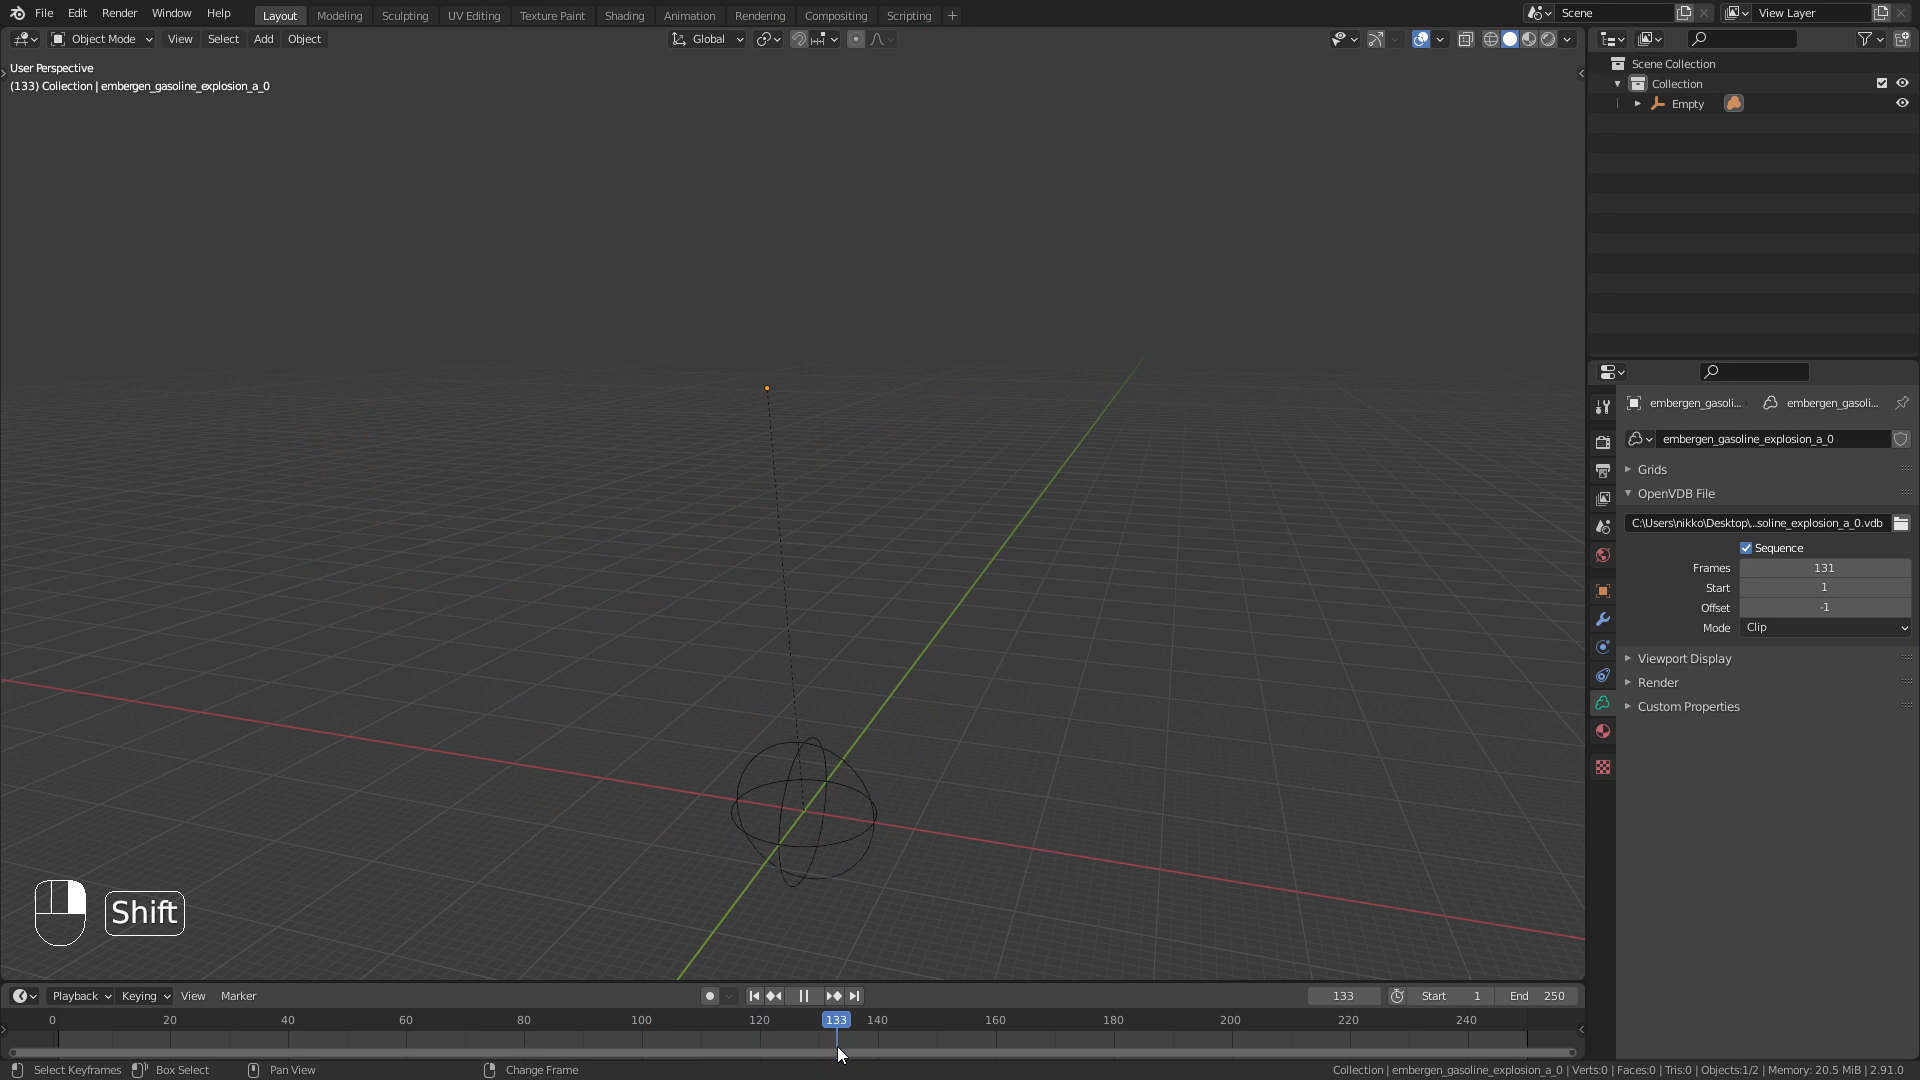 File Edit Render Window Help Layout Modeling Sculpting UV Editing Texture Paint Shading Animation Rendering Compositing Scripting Scene View Layer
Object Mode View Select Add Object Global
User Perspective
(133) Collection | embergen_gasoline_explosion_a_0
Scene Collection
Collection
Empty
embergen_gasoli... embergen_gasoli...
embergen_gasoline_explosion_a_0
Grids
OpenVDB File
C:\Users\nikko\Desktop\...soline_explosion_a_0.vdb
Sequence
Frames 131
Start 1
Offset -1
Mode Clip
Viewport Display
Render
Custom Properties
Shift
Playback Keying View Marker 133 Start 1 End 250
0 20 40 60 80 100 120 133 140 160 180 200 220 240
Select Keyframes Box Select Pan View Change Frame Collection | embergen_gasoline_explosion_a_0 | Verts:0 | Faces:0 | Tris:0 | Objects:1/2 | Memory: 20.5 MiB | 2.91.0